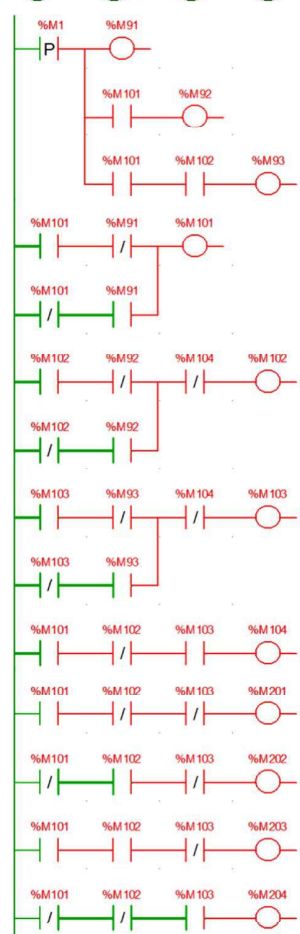 %M1 %M91
P
%M101 %M92
%M101 %M102 %M93
%M101 %M91 %M101
/
%M101 %M91
/
%M102 %M92 %M104 %M102
/ /
%M102 %M92
/
%M103 %M93 %M104 %M103
/ /
%M103 %M93
/
%M101 %M102 %M103 %M104
/
%M101 %M102 %M103 %M201
/ /
%M101 %M102 %M103 %M202
/ /
%M101 %M102 %M103 %M203
/
%M101 %M102 %M103 %M204
/ /